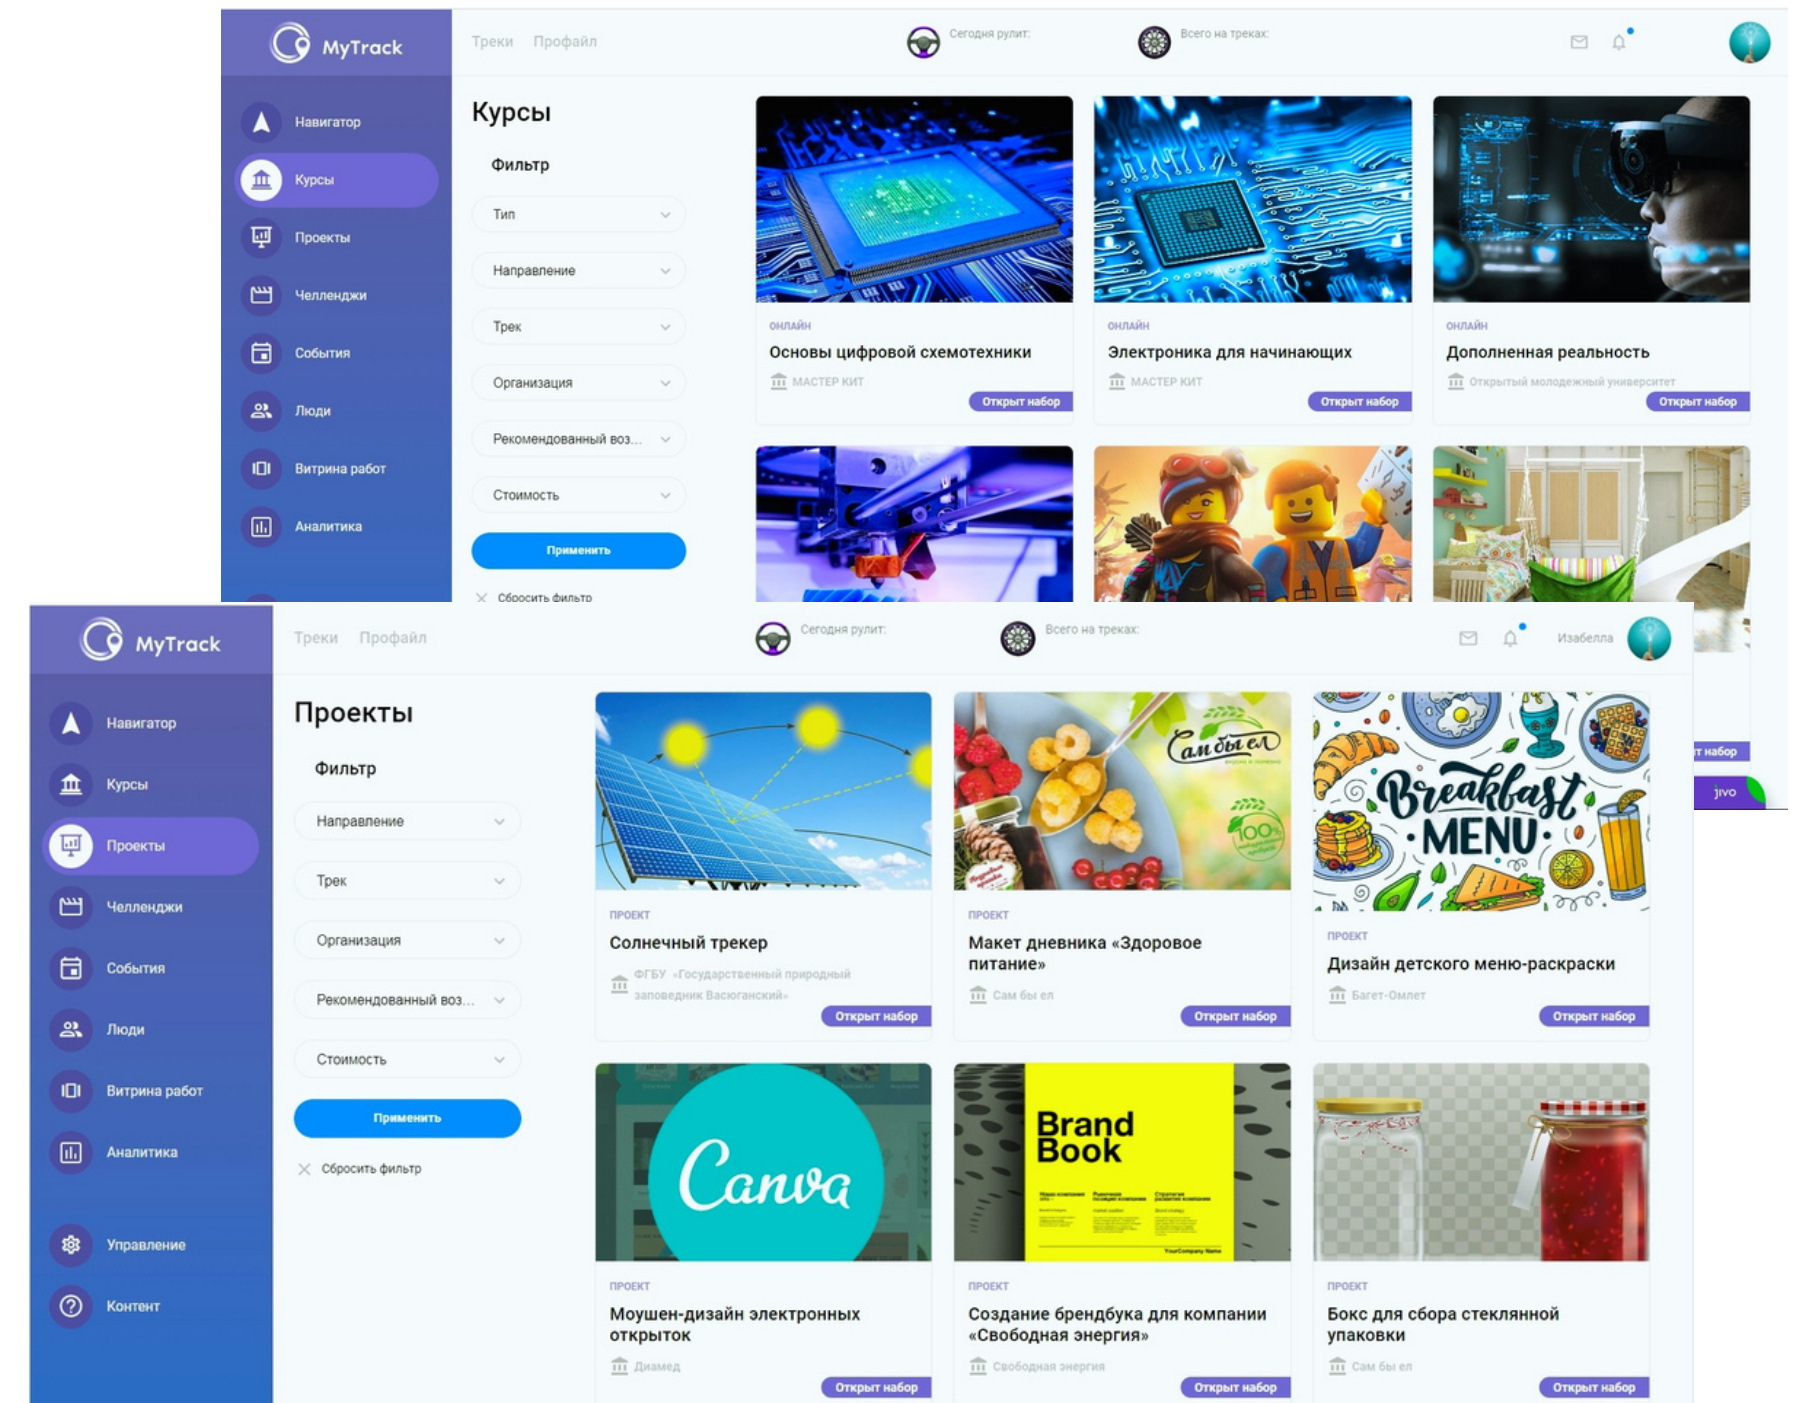 MyTrack
Треки Профайл
Сегодня рулит:
Всего на треках:
Навигатор
Курсы
Проекты
Челленджи
События
Люди
Витрина работ
Аналитика
Курсы
Фильтр
Тип
Направление
Трек
Организация
Рекомендованный воз...
Стоимость
Применить
Сбросить фильтр
ОНЛАЙН
Основы цифровой схемотехники
МАСТЕР КИТ
Открыт набор
ОНЛАЙН
Электроника для начинающих
МАСТЕР КИТ
Открыт набор
ОНЛАЙН
Дополненная реальность
Открытый молодежный университет
Открыт набор
набор
jivo
MyTrack
Треки Профайл
Сегодня рулит:
Всего на треках:
Изабелла
Навигатор
Курсы
Проекты
Челленджи
События
Люди
Витрина работ
Аналитика
Управление
Контент
Проекты
Фильтр
Направление
Трек
Организация
Рекомендованный воз...
Стоимость
Применить
Сбросить фильтр
ПРОЕКТ
Солнечный трекер
ФГБУ «Государственный природный
заповедник Васюганский»
Открыт набор
Сам бы ел
100%
ПРОЕКТ
Макет дневника «Здоровое
питание»
Сам бы ел
Открыт набор
Breakfast
MENU
ПРОЕКТ
Дизайн детского меню-раскраски
Багет-Омлет
Открыт набор
Canva
ПРОЕКТ
Моушен-дизайн электронных
открыток
Диамед
Открыт набор
Brand
Book
YourCompany Name
ПРОЕКТ
Создание брендбука для компании
«Свободная энергия»
Свободная энергия
Открыт набор
ПРОЕКТ
Бокс для сбора стеклянной
упаковки
Сам бы ел
Открыт набор